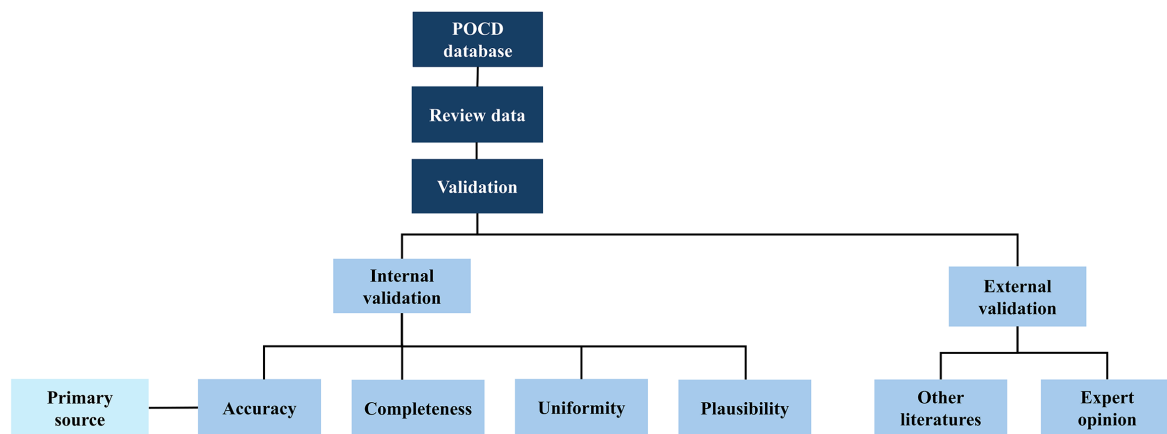 POCD
database
Review data
Validation
Internal
validation
External
validation
Primary
source
Accuracy
Completeness
Uniformity
Plausibility
Other
literatures
Expert
opinion